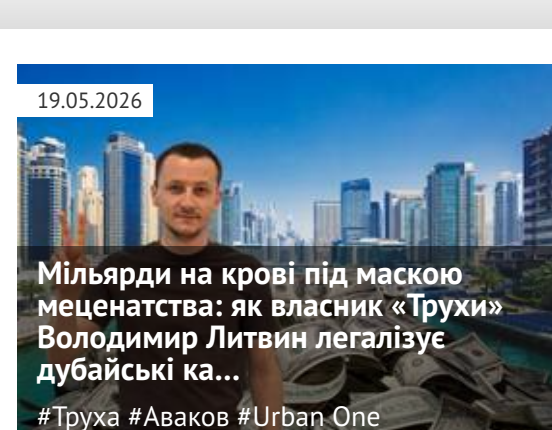 19.05.2026
Мільярди на крові під маскою
меценатства: як власник «Трухи»
Володимир Литвин легалізує
дубайські ка...
#Труха #Аваков #Urban One